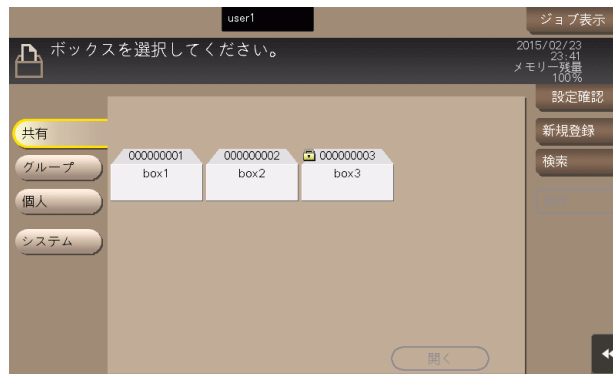 user1
ジョブ表示
ボックスを選択してください。
2015/02/23
23:41
メモリー残量
100%
設定確認
共有
新規登録
000000001
000000002
000000003
グループ
box1
box2
box3
検索
個人
システム
開く